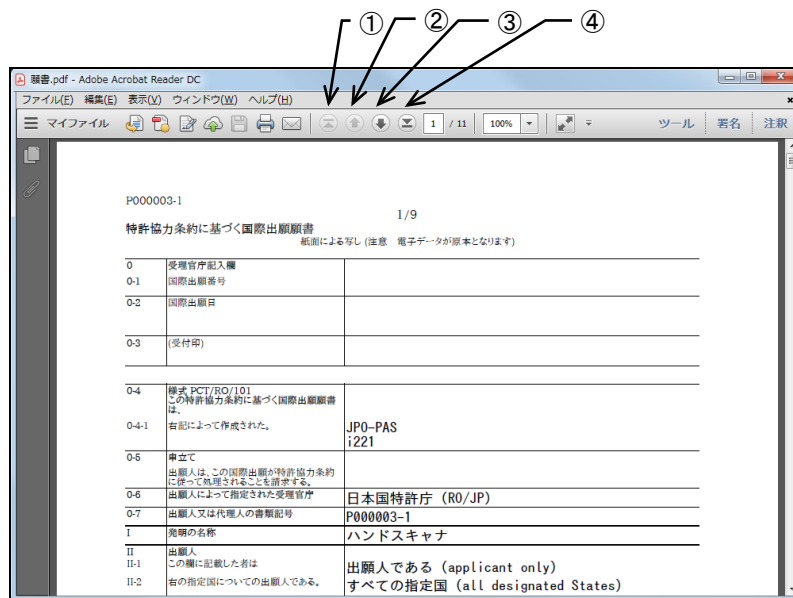 ① ② ③ ④
願書.pdf - Adobe Acrobat Reader DC
ファイル(F) 編集(E) 表示(V) ウィンドウ(W) ヘルプ(H)
マイファイル 1 / 11 100% ツール 署名 注釈
P000003-1
1/9
特許協力条約に基づく国際出願願書
紙面による写し(注意 電子データが原本となります)
0 受理官庁記入欄
0-1 国際出願番号
0-2 国際出願日
0-3 (受付印)
0-4 様式 PCT/RO/101
この特許協力条約に基づく国際出願願書
は、
0-4-1 右記によって作成された。 JPO-PAS
i221
0-5 申立て
出願人は、この国際出願が特許協力条約
に従って処理されることを請求する。
0-6 出願人によって指定された受理官庁 日本国特許庁 (RO/JP)
0-7 出願人又は代理人の書類記号 P000003-1
I 発明の名称 ハンドスキャナ
II 出願人
II-1 この欄に記載した者は 出願人である (applicant only)
II-2 右の指定国についての出願人である。 すべての指定国 (all designated States)